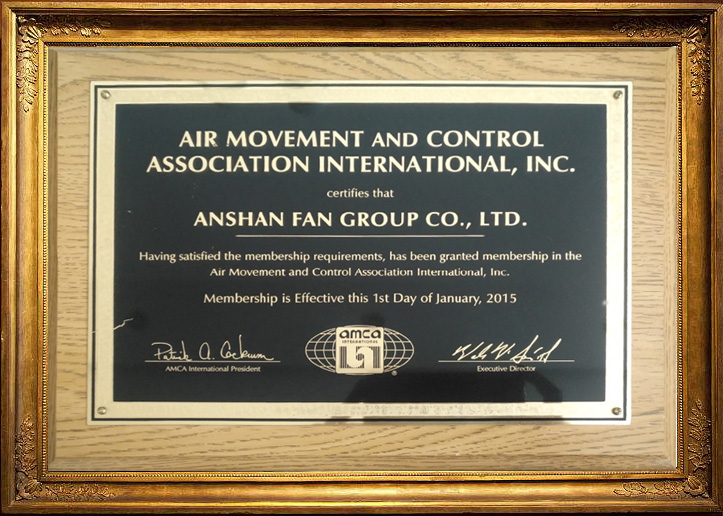 AIR MOVEMENT AND CONTROL
ASSOCIATION INTERNATIONAL, INC.
certifies that
ANSHAN FAN GROUP CO., LTD.
Having satisfied the membership requirements, has been granted membership in the
Air Movement and Control Association International, Inc.
Membership is Effective this 1st Day of January, 2015
amca
INTERNATIONAL
®
AMCA International President
Executive Director